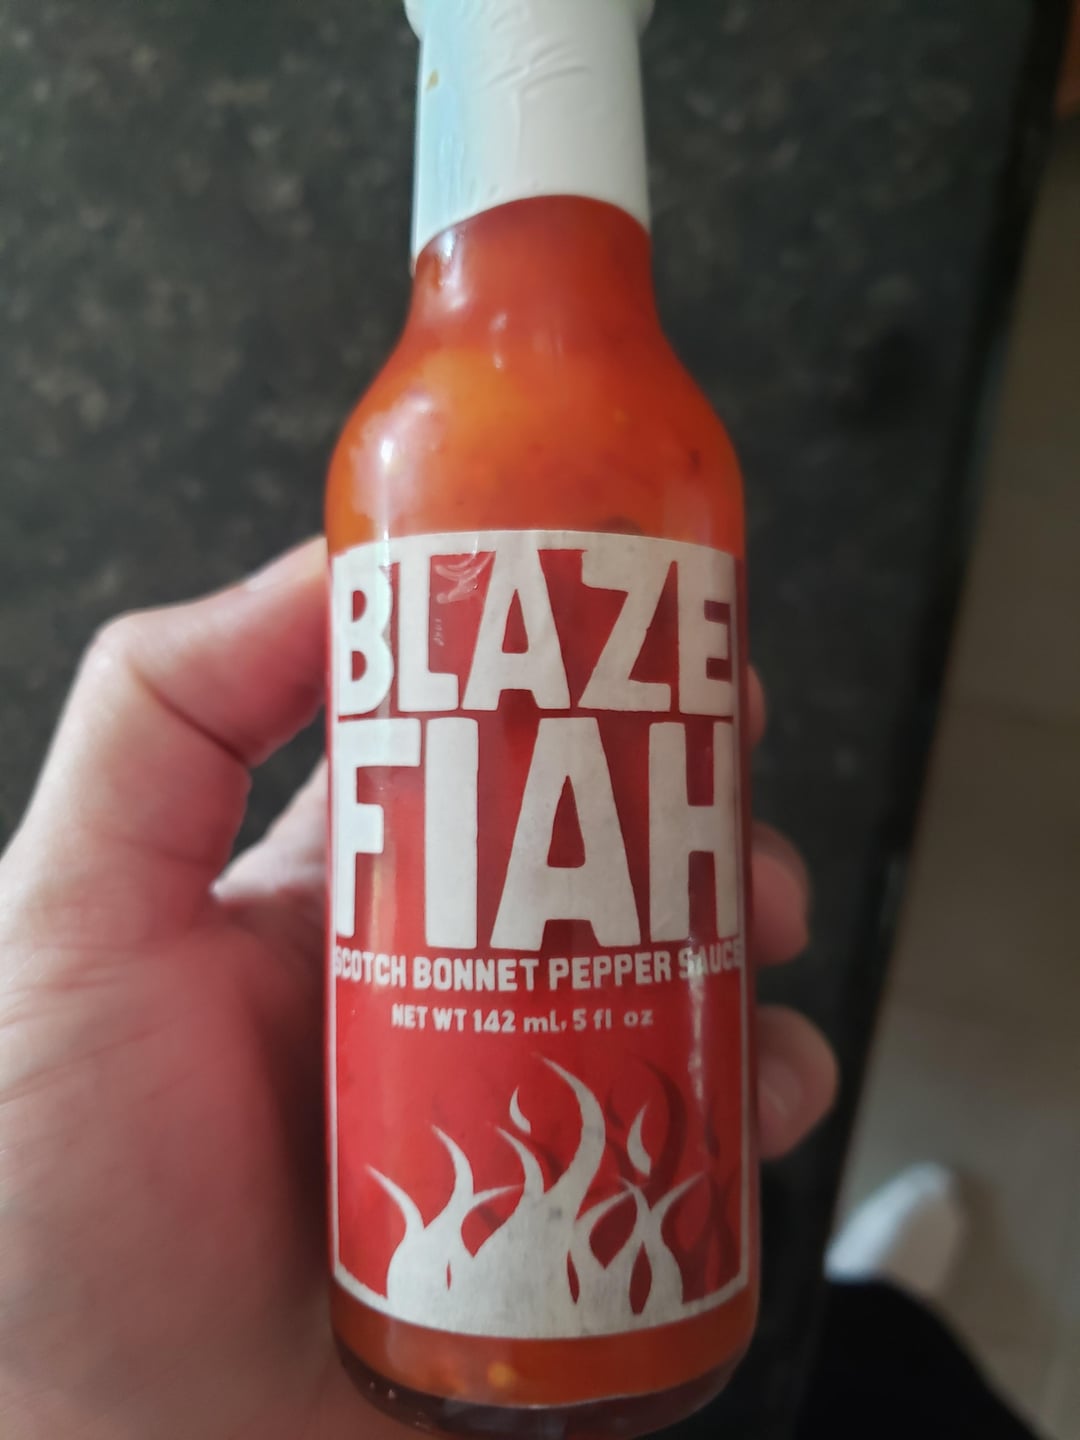 BLAZE
FIAH
SCOTCH BONNET PEPPER SAUCE
NET WT 142 mL, 5 fl oz